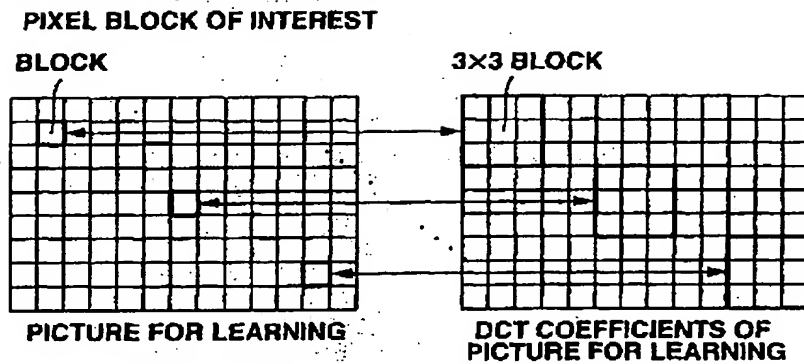 PIXEL BLOCK OF INTEREST
BLOCK
3×3 BLOCK
PICTURE FOR LEARNING
DCT COEFFICIENTS OF
PICTURE FOR LEARNING